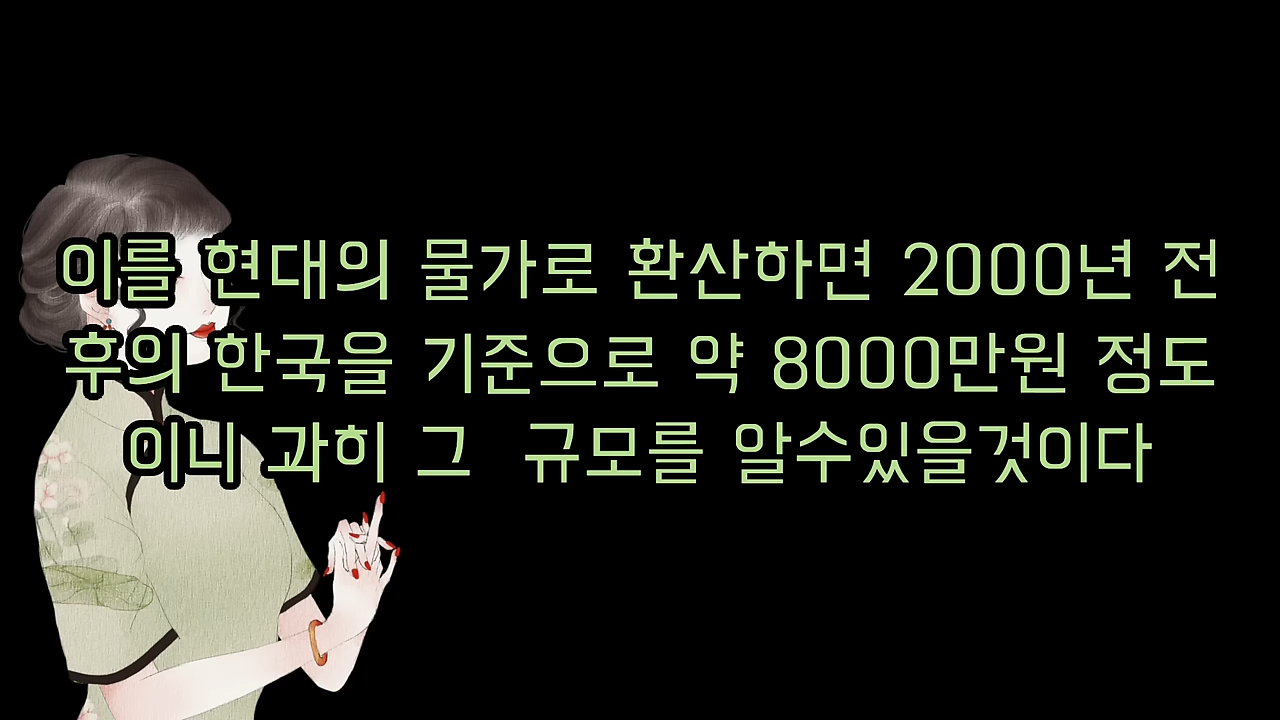 이를 현대의 물가로 환산하면 2000년 전
후의 한국을 기준으로 약 8000만원 정도
이니 과히 그  규모를 알수있을것이다